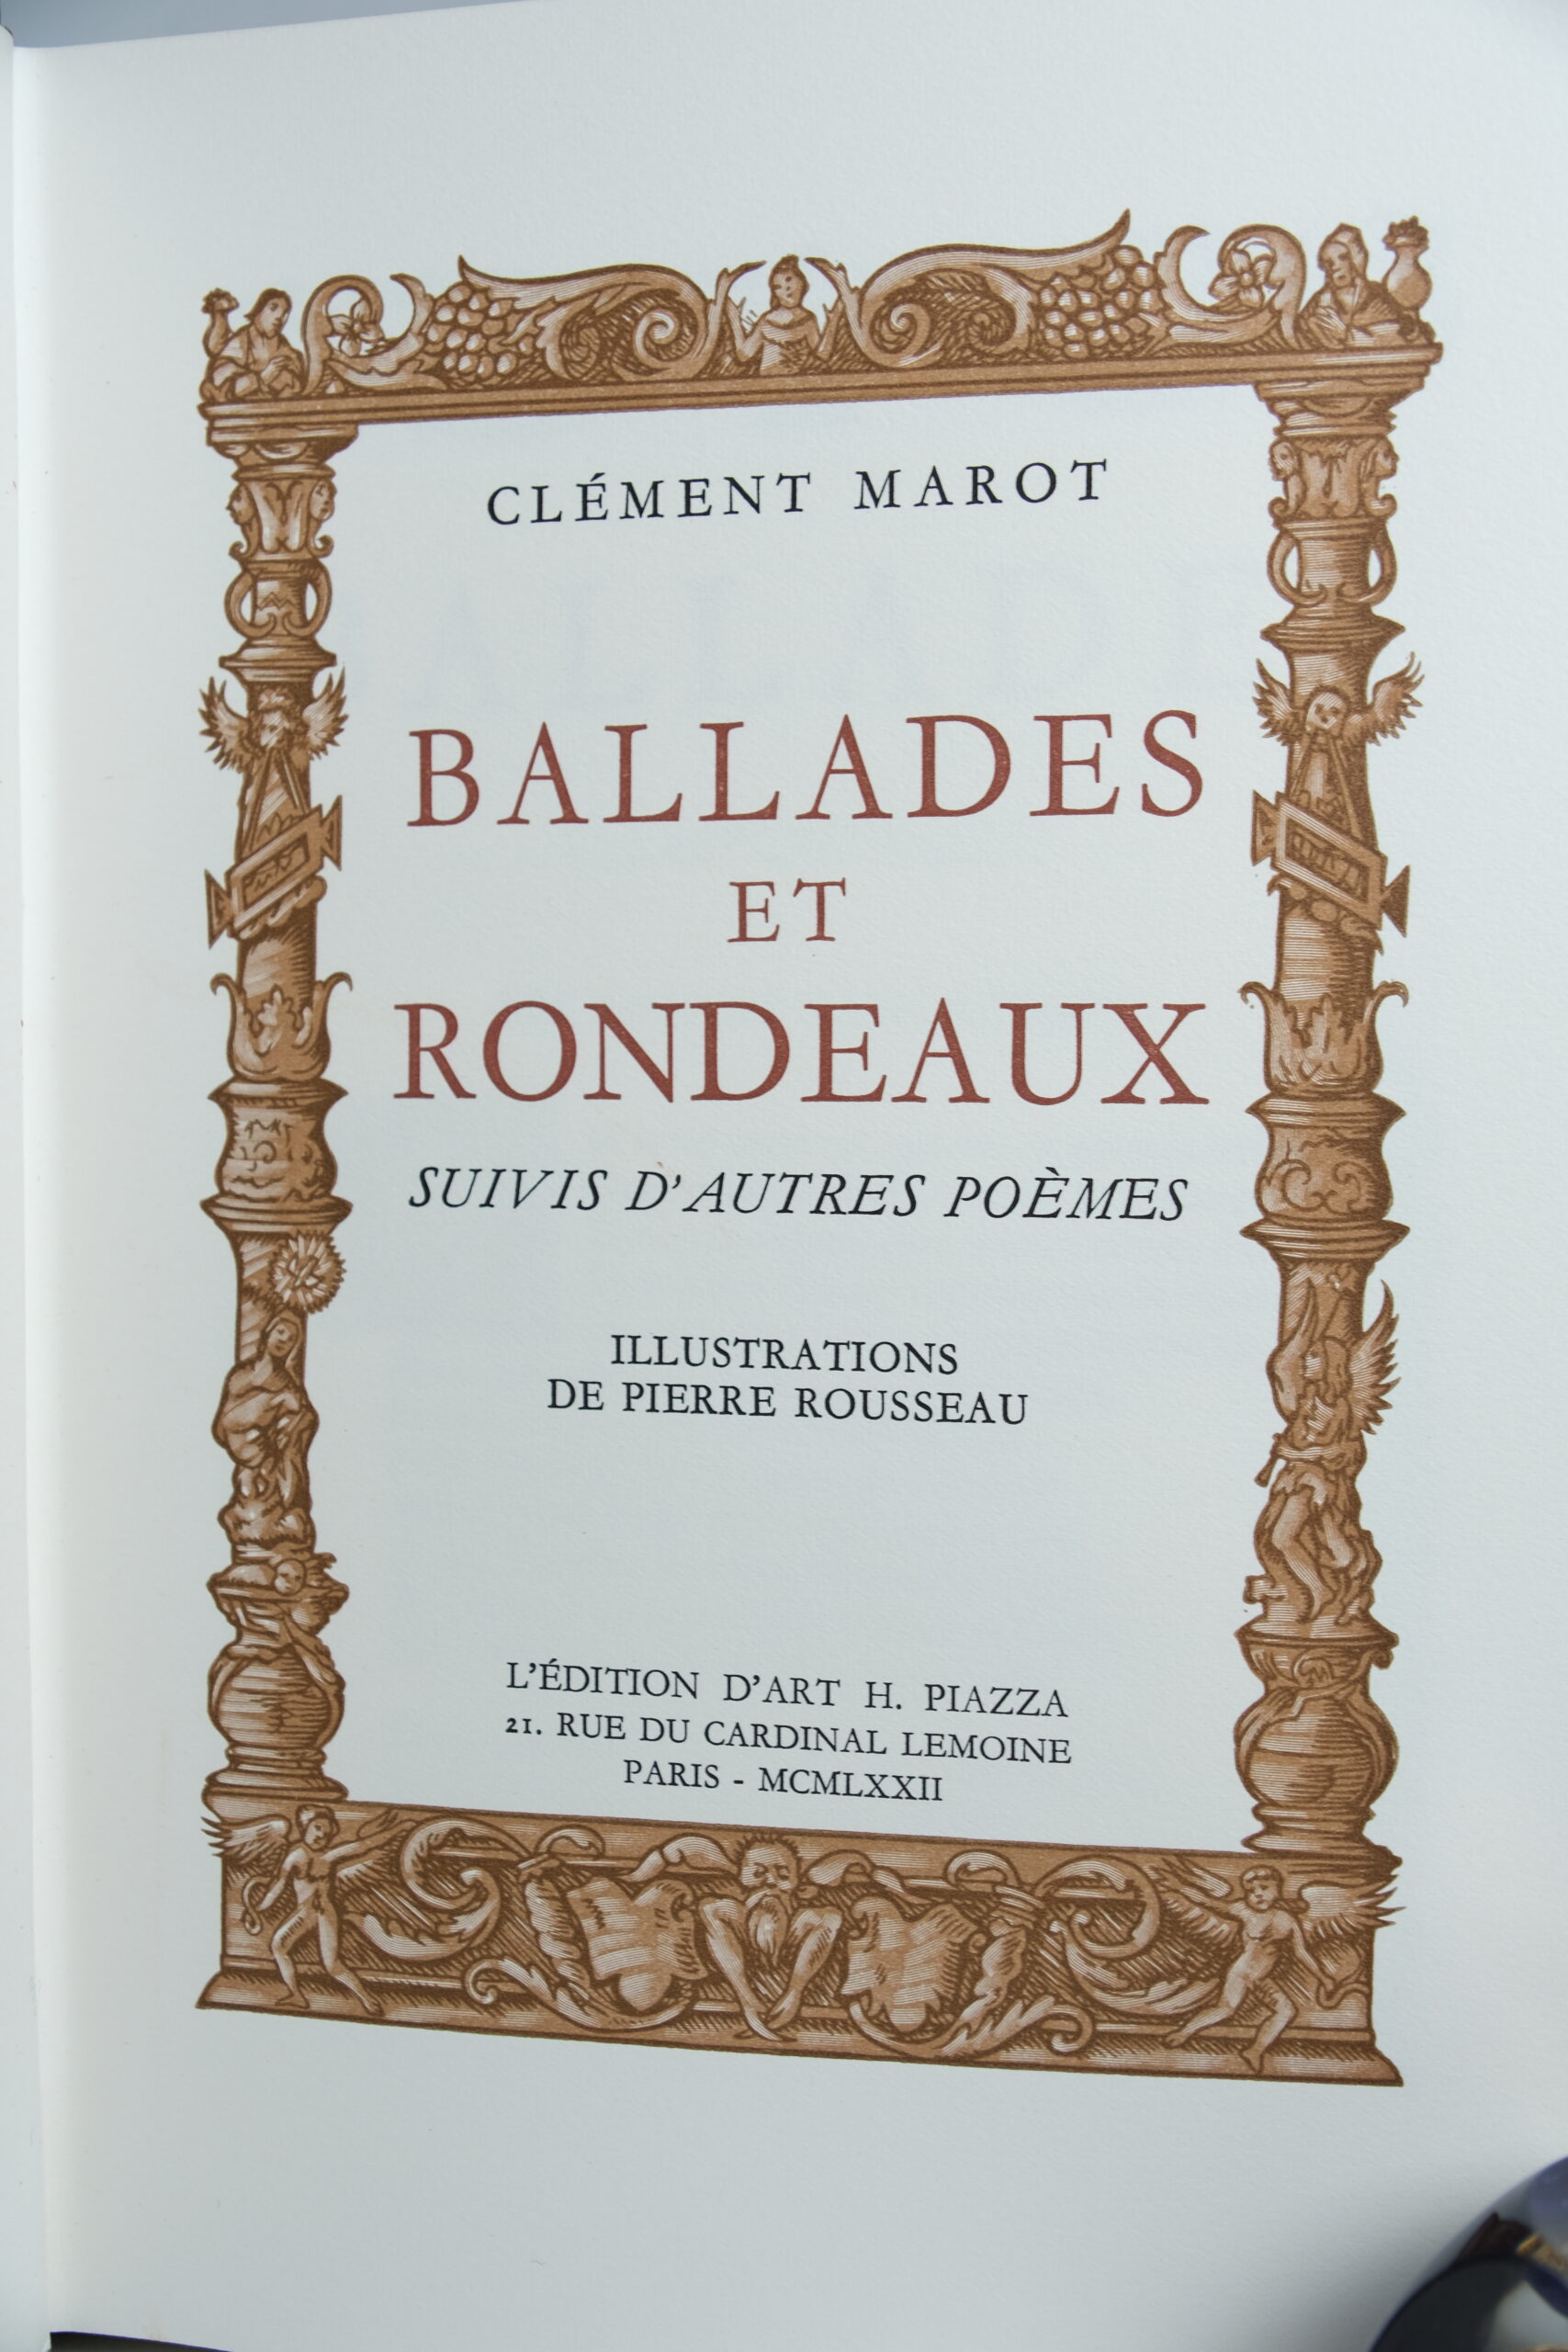 CLÉMENT MAROT
BALLADES
ET
RONDEAUX
SUIVIS D'AUTRES POÈMES
ILLUSTRATIONS
DE PIERRE ROUSSEAU
L'ÉDITION D'ART H. PIAZZA
21. RUE DU CARDINAL LEMOINE
PARIS - MCMLXXII